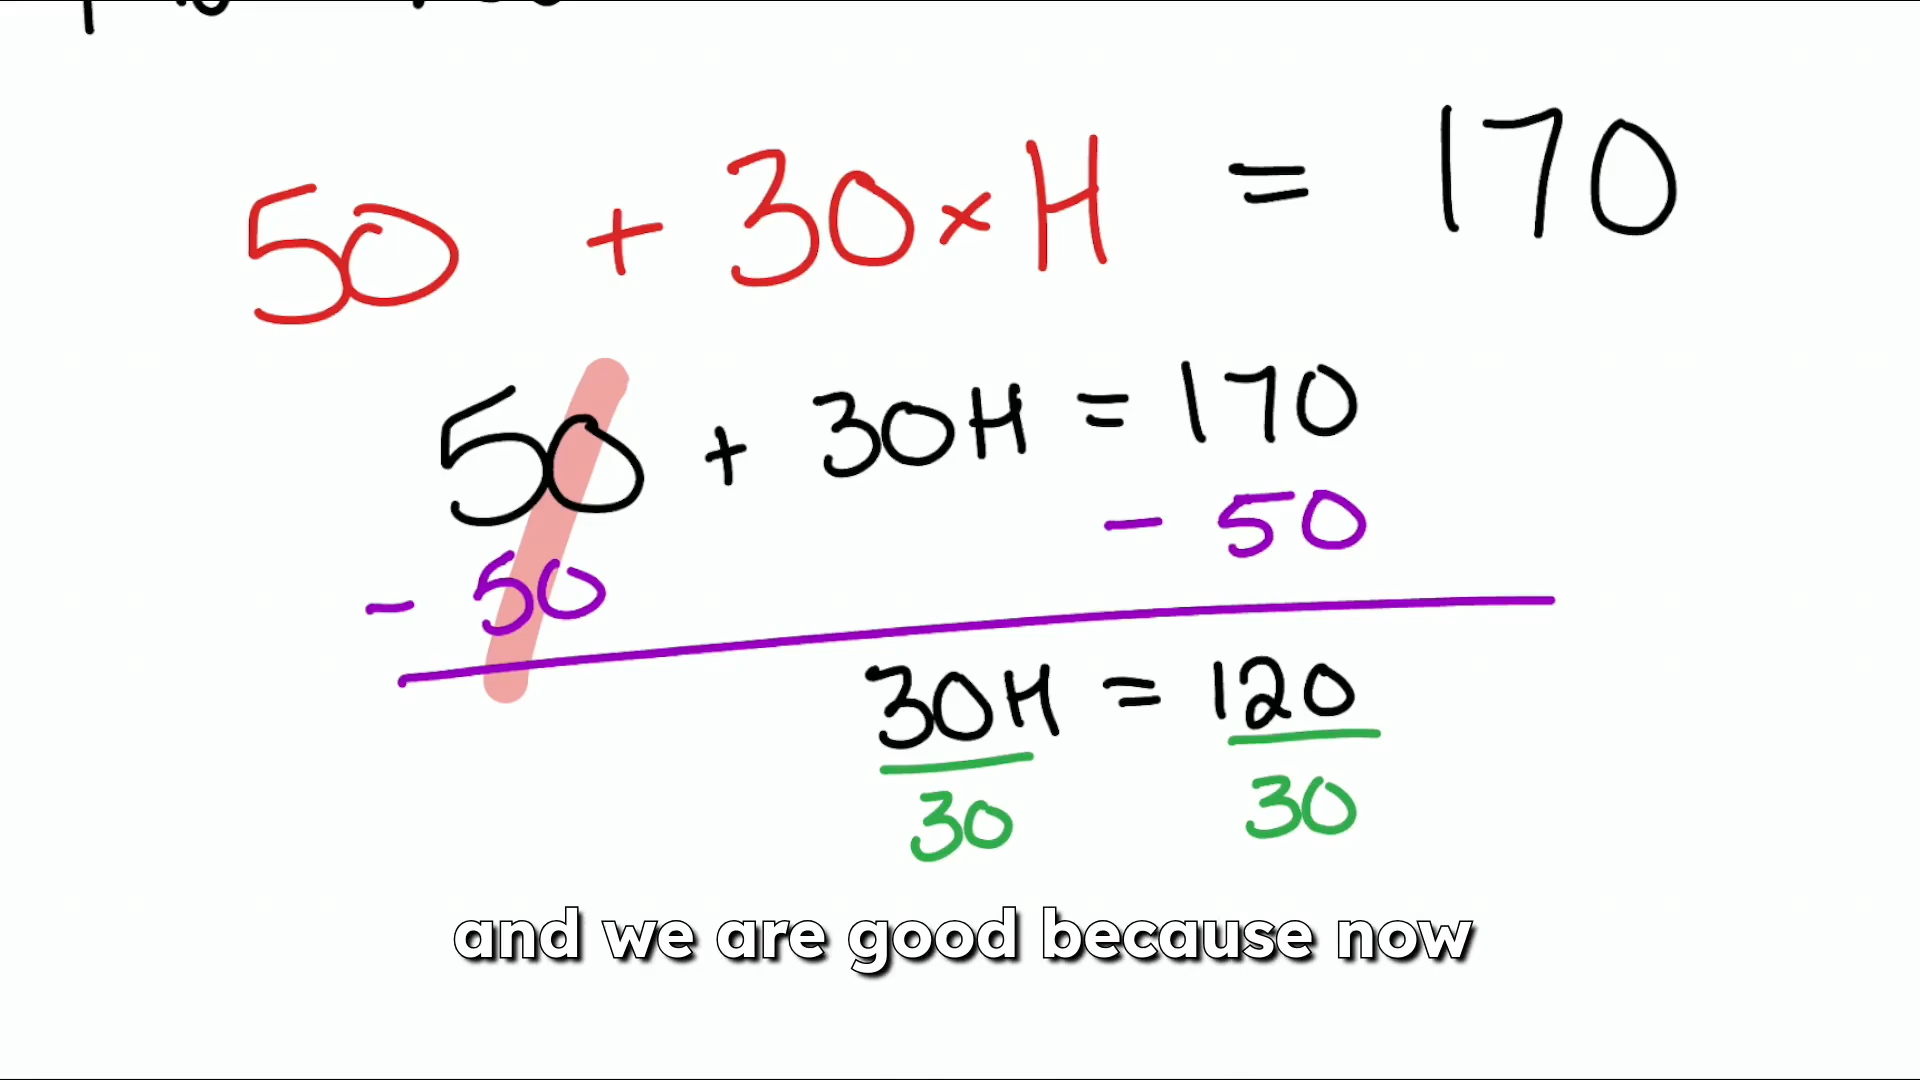 50 + 30 × H = 170
50 + 30H = 170
- 50 - 50
30H = 120
30 30
and we are good because now